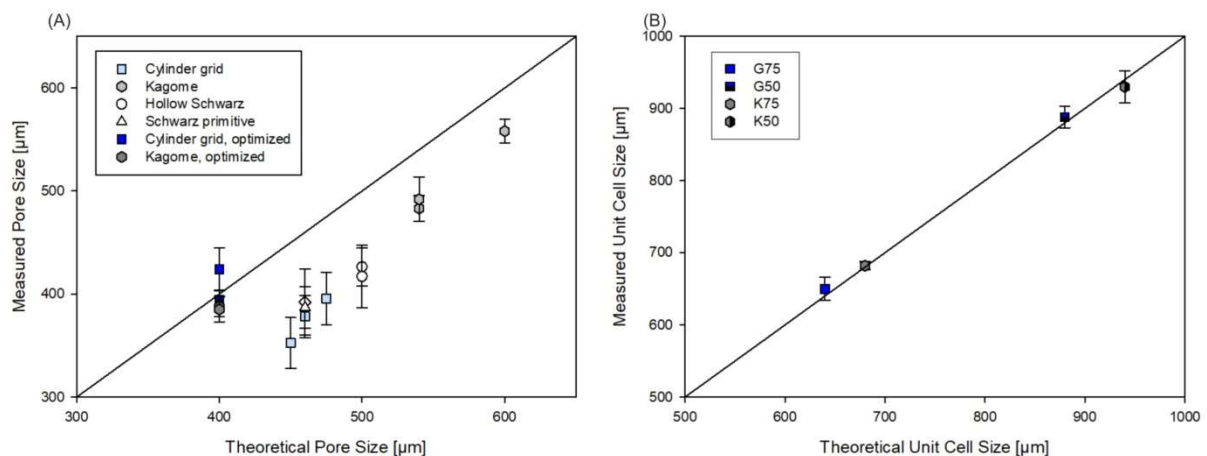 (A)
Cylinder grid
Kagome
Hollow Schwarz
Schwarz primitive
Cylinder grid, optimized
Kagome, optimized
Measured Pore Size [µm]
600
500
400
300
300 400 500 600
Theoretical Pore Size [µm]
(B)
G75
G50
K75
K50
Measured Unit Cell Size [µm]
1000
900
800
700
600
500
500 600 700 800 900 1000
Theoretical Unit Cell Size [µm]